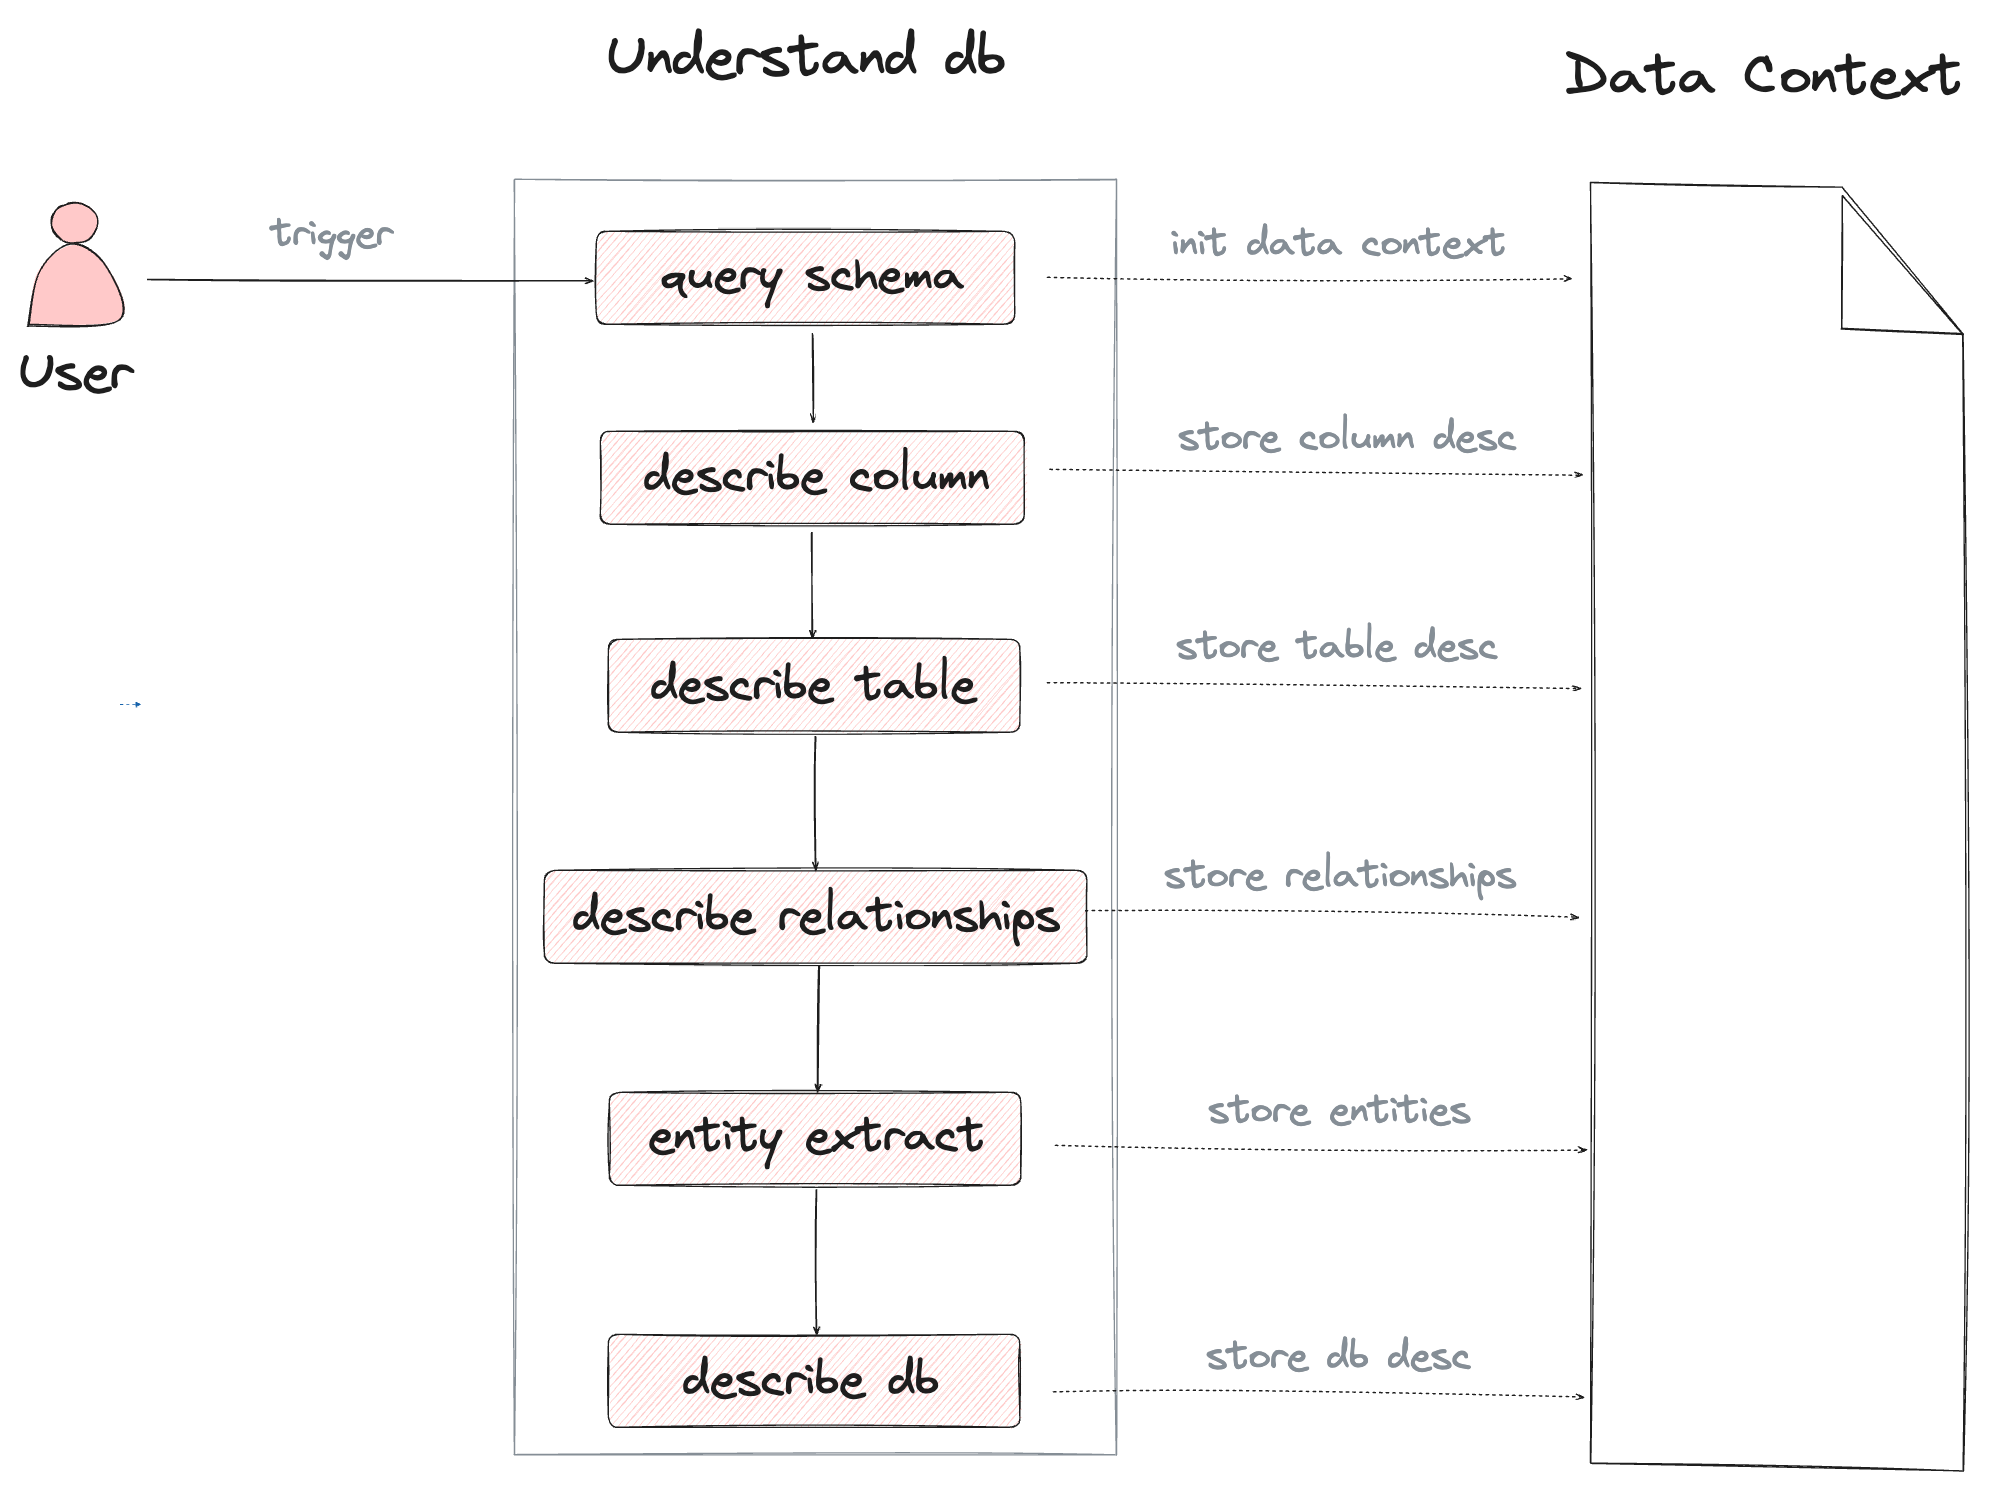 Understand db
Data Context
trigger
User
query schema
init data context
describe column
store column desc
describe table
store table desc
describe relationships
store relationships
entity extract
store entities
describe db
store db desc